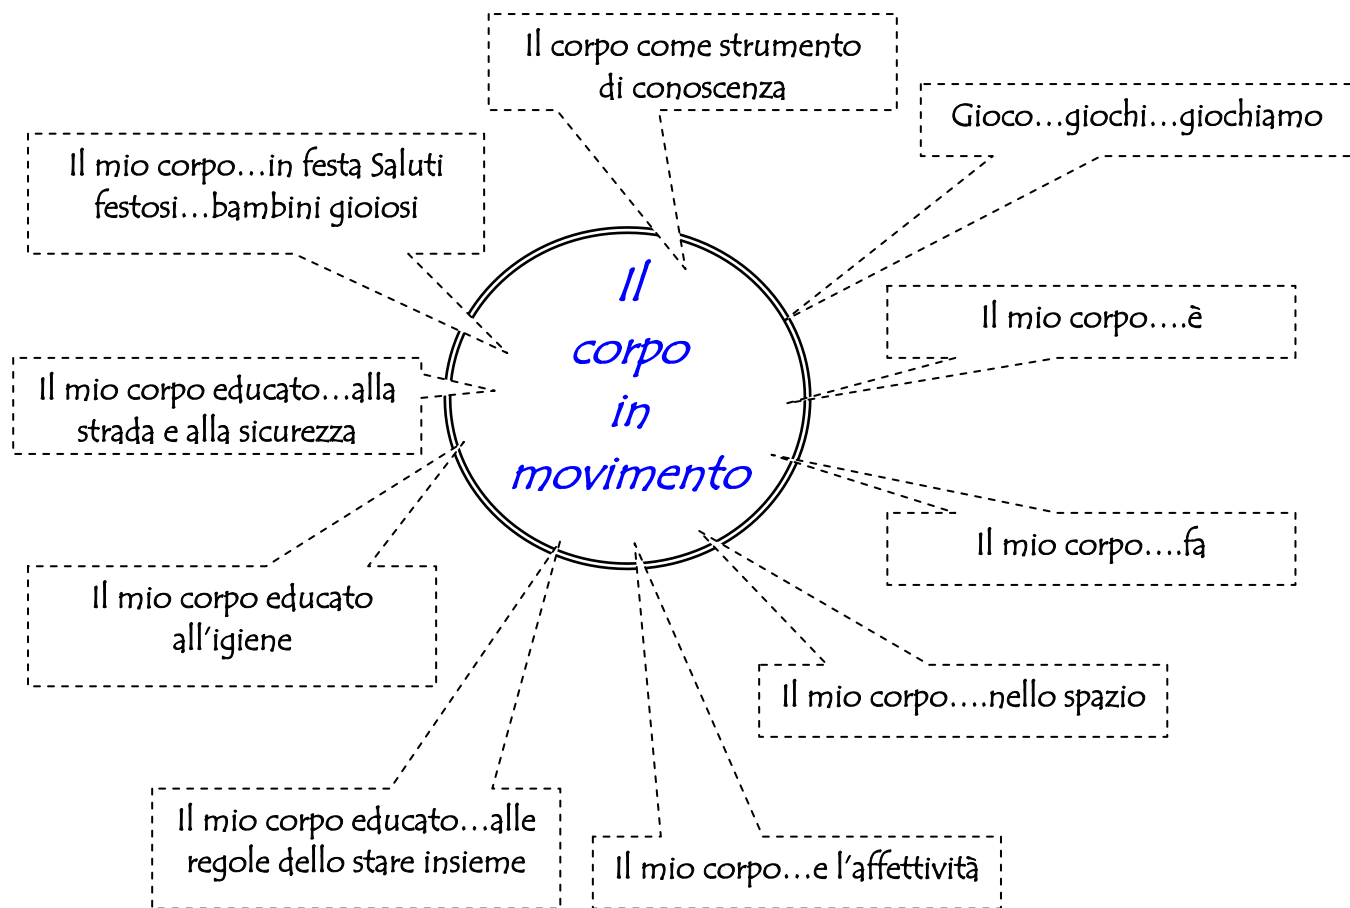 Il corpo come strumento
di conoscenza
Gioco…giochi…giochiamo
Il mio corpo…in festa Saluti
festosi…bambini gioiosi
Il
corpo
in
movimento
Il mio corpo….è
Il mio corpo educato…alla
strada e alla sicurezza
Il mio corpo….fa
Il mio corpo educato
all'igiene
Il mio corpo….nello spazio
Il mio corpo educato…alle
regole dello stare insieme
Il mio corpo…e l'affettività